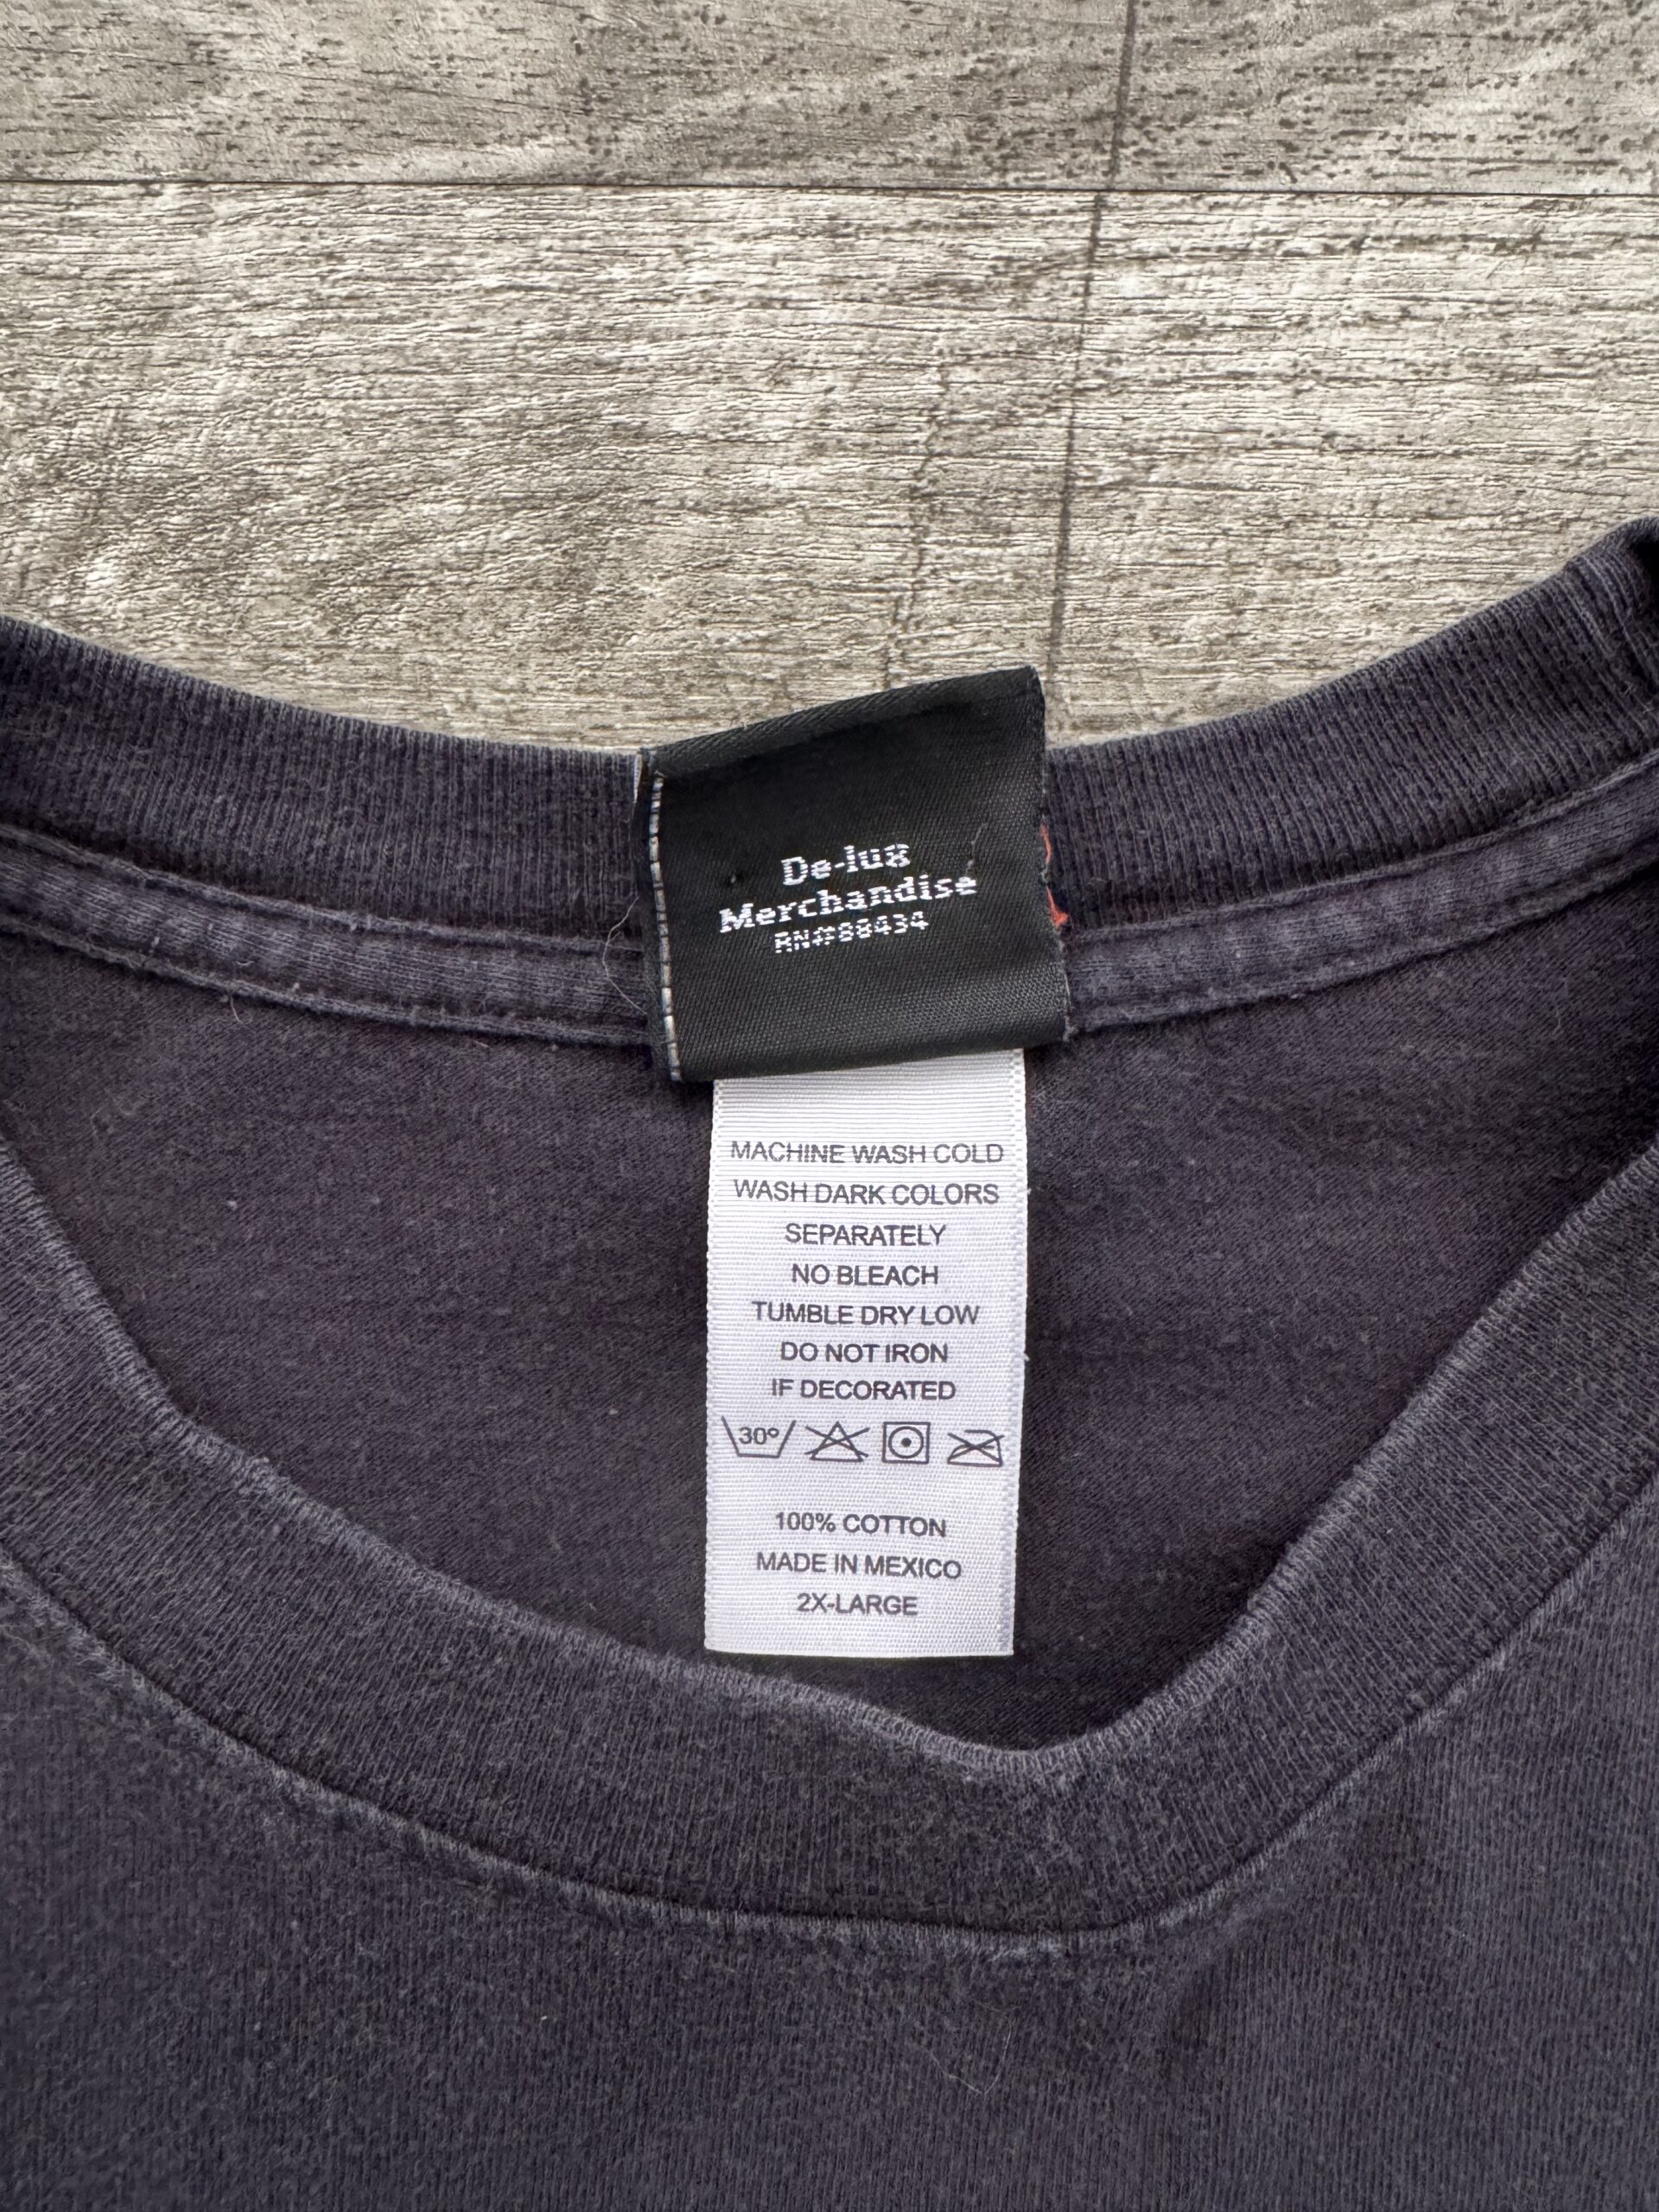 De-lux
Merchandise
RN#88434
MACHINE WASH COLD
WASH DARK COLORS
SEPARATELY
NO BLEACH
TUMBLE DRY LOW
DO NOT IRON
IF DECORATED
30°
100% COTTON
MADE IN MEXICO
2X-LARGE